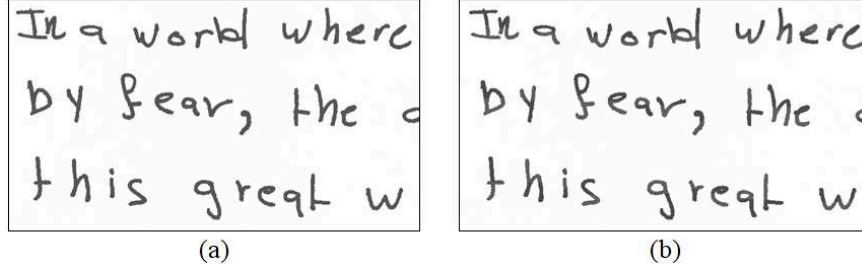 In a world where
by fear, the
this great w
(a)
In a world where
by fear, the
this great w
(b)